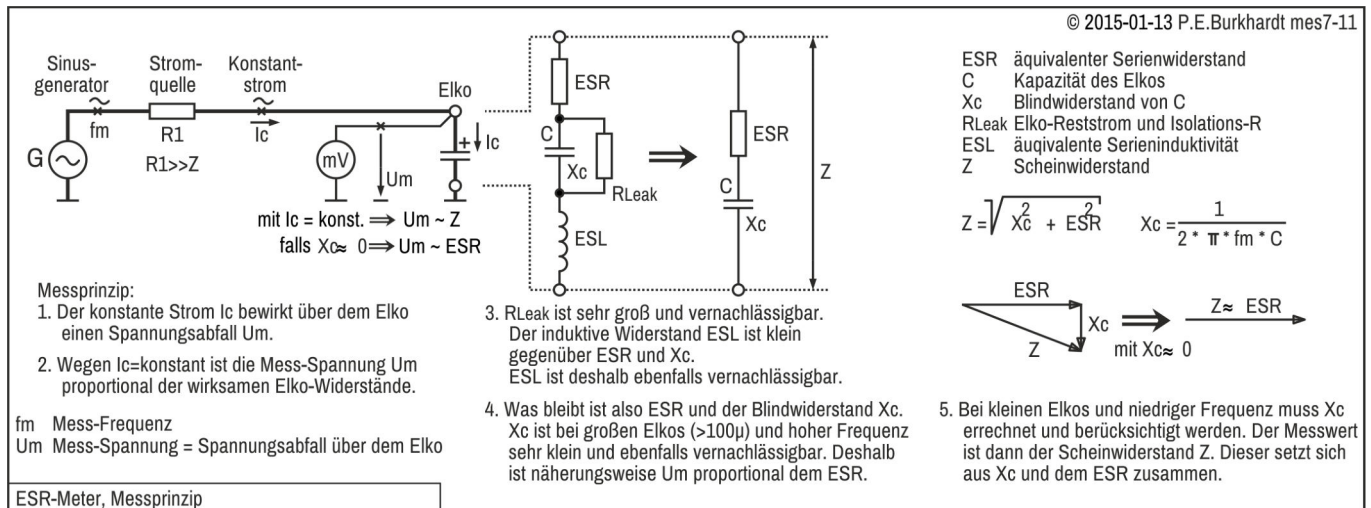 © 2015-01-13 P.E.Burkhardt mes7-11
Sinus-
generator
Strom-
quelle
Konstant-
strom
Elko
fm
R1
Ic
G
R1>>Z
mV
Um
+
Ic
mit Ic = konst. ⟹ Um ~ Z
falls Xc≈ 0⟹ Um ~ ESR
ESR
C
Xc
RLeak
ESL
ESR
C
Xc
Z
ESR äquivalenter Serienwiderstand
C Kapazität des Elkos
Xc Blindwiderstand von C
RLeak Elko-Reststrom und Isolations-R
ESL äuqivalente Serieninduktivität
Z Scheinwiderstand
Z = √ Xc² + ESR²
Xc = 1 / 2 * π * fm * C
ESR
Xc
Z
mit Xc≈ 0
Z≈ ESR
Messprinzip:
1. Der konstante Strom Ic bewirkt über dem Elko
einen Spannungsabfall Um.
2. Wegen Ic=konstant ist die Mess-Spannung Um
proportional der wirksamen Elko-Widerstände.
fm Mess-Frequenz
Um Mess-Spannung = Spannungsabfall über dem Elko
ESR-Meter, Messprinzip
3. RLeak ist sehr groß und vernachlässigbar.
Der induktive Widerstand ESL ist klein
gegenüber ESR und Xc.
ESL ist deshalb ebenfalls vernachlässigbar.
4. Was bleibt ist also ESR und der Blindwiderstand Xc.
Xc ist bei großen Elkos (>100µ) und hoher Frequenz
sehr klein und ebenfalls vernachlässigbar. Deshalb
ist näherungsweise Um proportional dem ESR.
5. Bei kleinen Elkos und niedriger Frequenz muss Xc
errechnet und berücksichtigt werden. Der Messwert
ist dann der Scheinwiderstand Z. Dieser setzt sich
aus Xc und dem ESR zusammen.